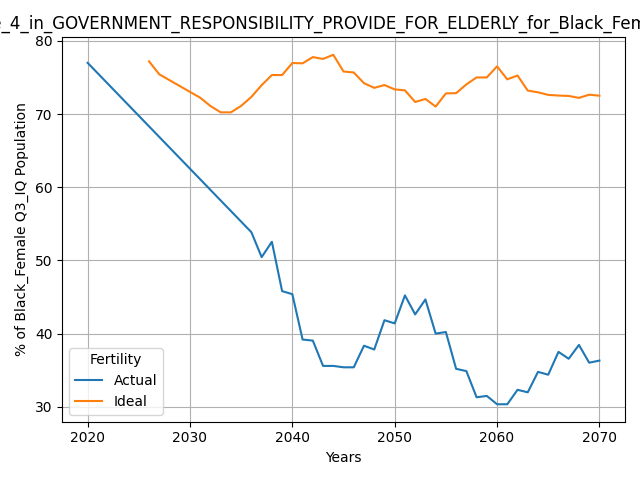 _4_in_GOVERNMENT_RESPONSIBILITY_PROVIDE_FOR_ELDERLY_for_Black_Fem
% of Black_Female Q3_IQ Population
80
70
60
50
40
30
Fertility
Actual
Ideal
2020 2030 2040 2050 2060 2070
Years